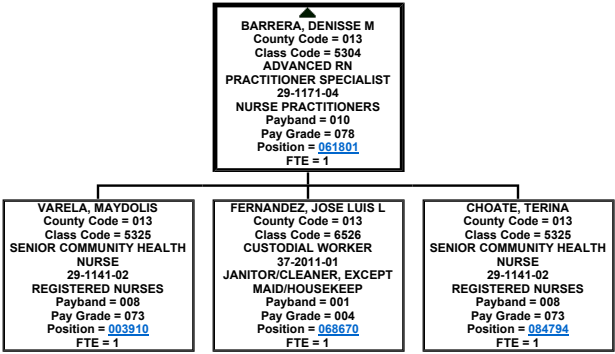 BARRERA, DENISSE M
County Code = 013
Class Code = 5304
ADVANCED RN
PRACTITIONER SPECIALIST
29-1171-04
NURSE PRACTITIONERS
Payband = 010
Pay Grade = 078
Position = 061801
FTE = 1
VARELA, MAYDOLIS
County Code = 013
Class Code = 5325
SENIOR COMMUNITY HEALTH
NURSE
29-1141-02
REGISTERED NURSES
Payband = 008
Pay Grade = 073
Position = 003910
FTE = 1
FERNANDEZ, JOSE LUIS L
County Code = 013
Class Code = 6526
CUSTODIAL WORKER
37-2011-01
JANITOR/CLEANER, EXCEPT
MAID/HOUSEKEEP
Payband = 001
Pay Grade = 004
Position = 068670
FTE = 1
CHOATE, TERINA
County Code = 013
Class Code = 5325
SENIOR COMMUNITY HEALTH
NURSE
29-1141-02
REGISTERED NURSES
Payband = 008
Pay Grade = 073
Position = 084794
FTE = 1